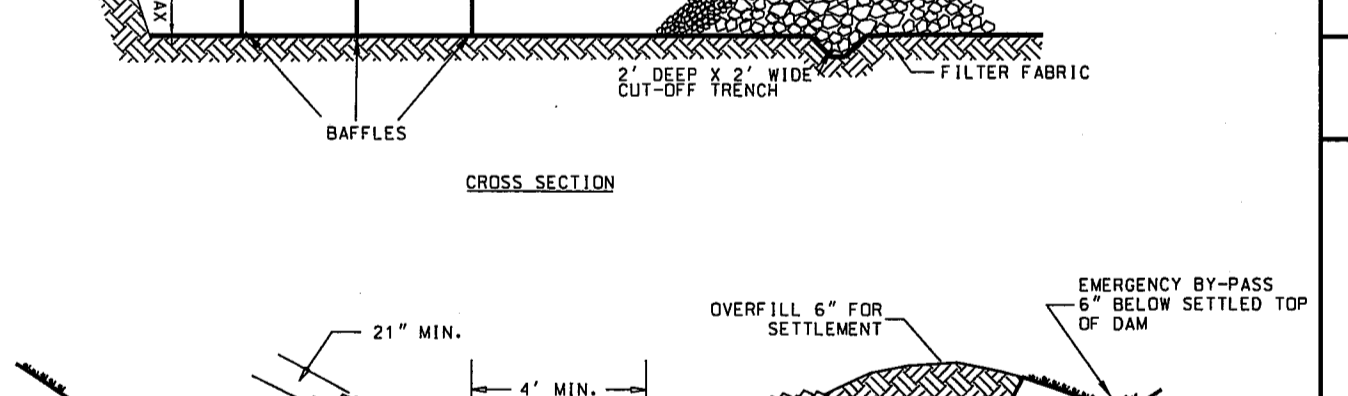 AX
2' DEEP X 2' WIDE
CUT-OFF TRENCH
FILTER FABRIC
BAFFLES
CROSS SECTION
EMERGENCY BY-PASS
6" BELOW SETTLED TOP
OF DAM
OVERFILL 6" FOR
SETTLEMENT
21" MIN.
4' MIN.